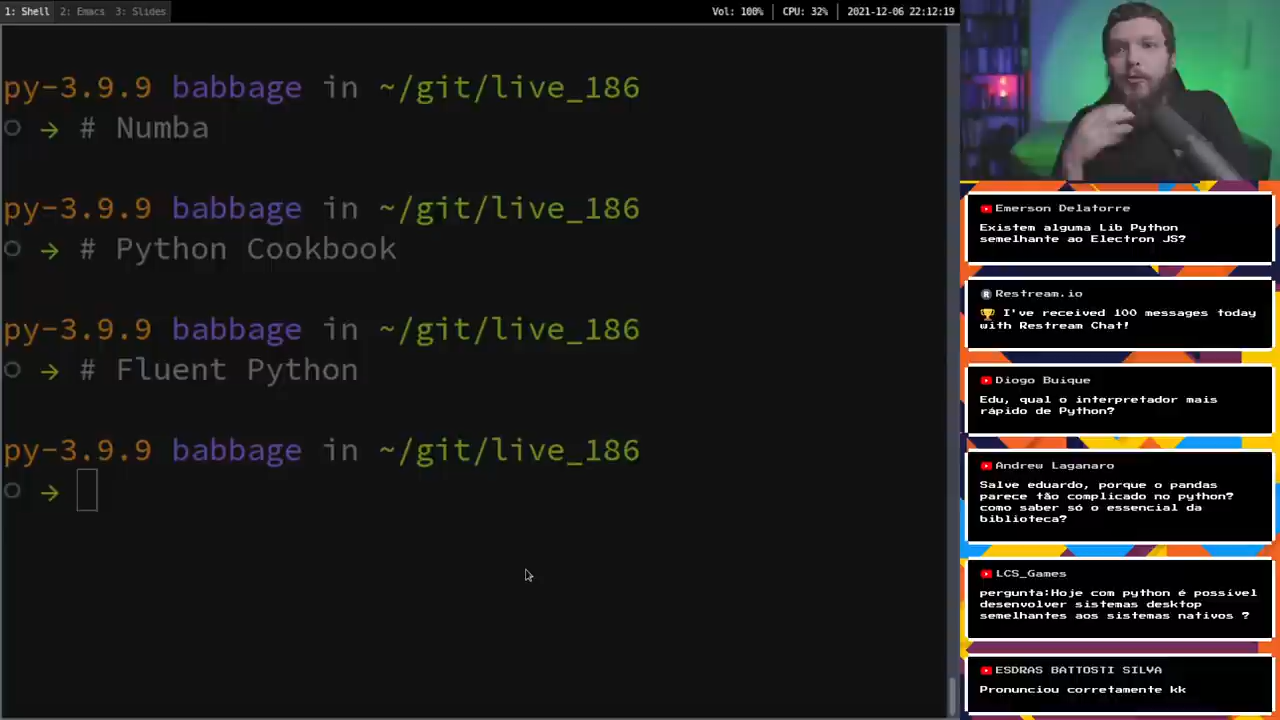 1: Shell 2: Emacs 3: Slides
Vol: 100% CPU: 32% 2021-12-06 22:12:19
py-3.9.9 babbage in ~/git/live_186
○ → # Numba
py-3.9.9 babbage in ~/git/live_186
○ → # Python Cookbook
py-3.9.9 babbage in ~/git/live_186
○ → # Fluent Python
py-3.9.9 babbage in ~/git/live_186
○ →
Emerson Delatorre
Existem alguma Lib Python
semelhante ao Electron JS?
Restream.io
🏆 I've received 100 messages today
with Restream Chat!
Diogo Buique
Edu, qual o interpretador mais
rápido de Python?
Andrew Laganaro
Salve eduardo, porque o pandas
parece tão complicado no python?
como saber só o essencial da
biblioteca?
LCS_Games
pergunta:Hoje com python é possivel
desenvolver sistemas desktop
semelhantes aos sistemas nativos ?
ESDRAS BATTOSTI SILVA
Pronunciou corretamente kk